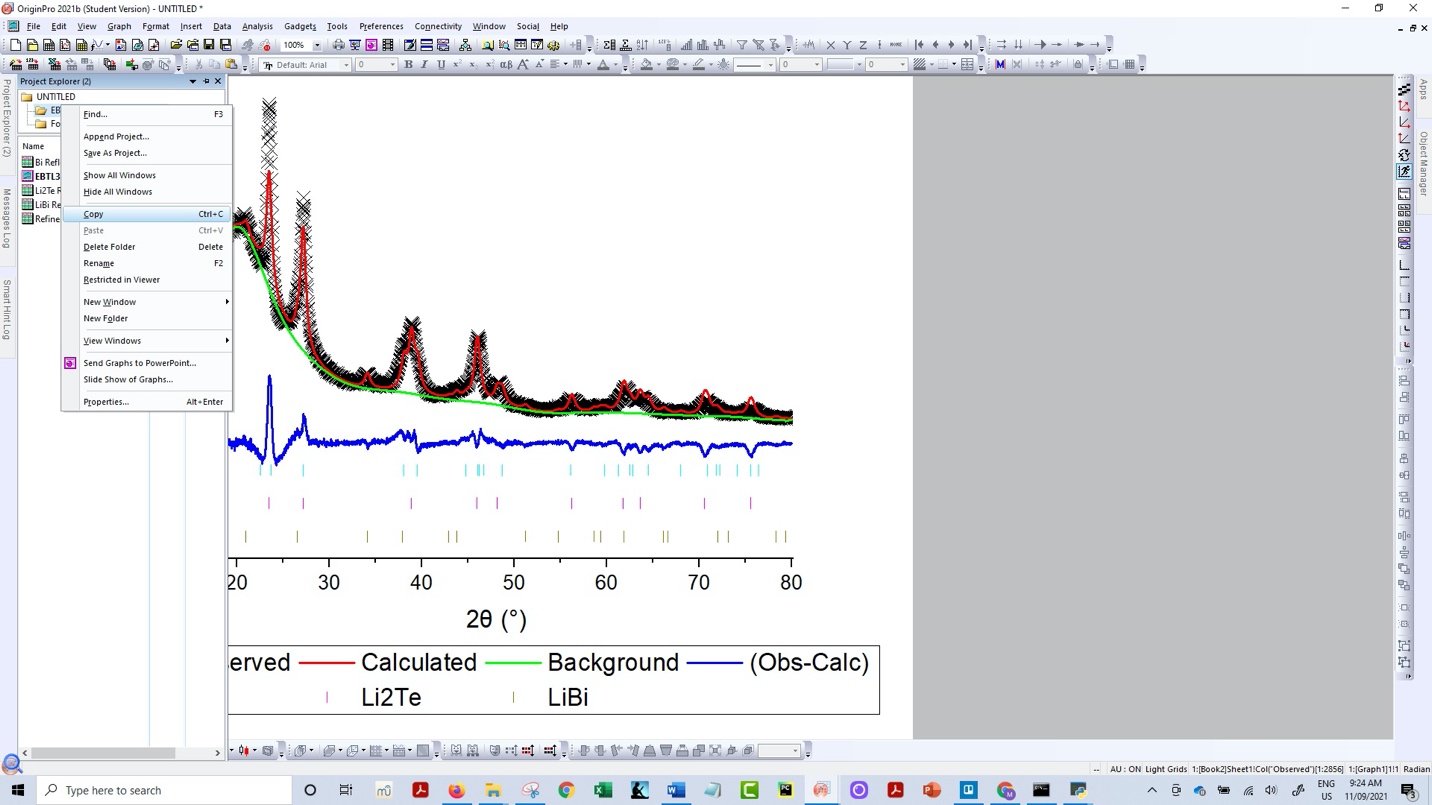 OriginPro 2021b (Student Version) - UNTITLED *
File Edit View Graph Format Insert Data Analysis Gadgets Tools Preferences Connectivity Window Social Help
100%
Tr Default: Arial 0 B I U αβ A A 0 0
Project Explorer (2)
UNTITLED
EB
Fo
Name
Bi Refl
EBTL3
Li2Te R
LiBi Re
Refine
Find... F3
Append Project...
Save As Project...
Show All Windows
Hide All Windows
Copy Ctrl+C
Paste Ctrl+V
Delete Folder Delete
Rename F2
Restricted in Viewer
New Window
New Folder
View Windows
Send Graphs to PowerPoint...
Slide Show of Graphs...
Properties... Alt+Enter
Project Explorer (2)
Messages Log
Smart Hint Log
Apps
Object Manager
20 30 40 50 60 70 80
2θ (°)
erved Calculated Background (Obs-Calc)
Li2Te LiBi
-- AU : ON Light Grids 1:[Book2]Sheet1!Col("Observed")[1:2856] 1:[Graph1]1!1 Radian
Type here to search
ENG
US
9:24 AM
11/09/2021
3